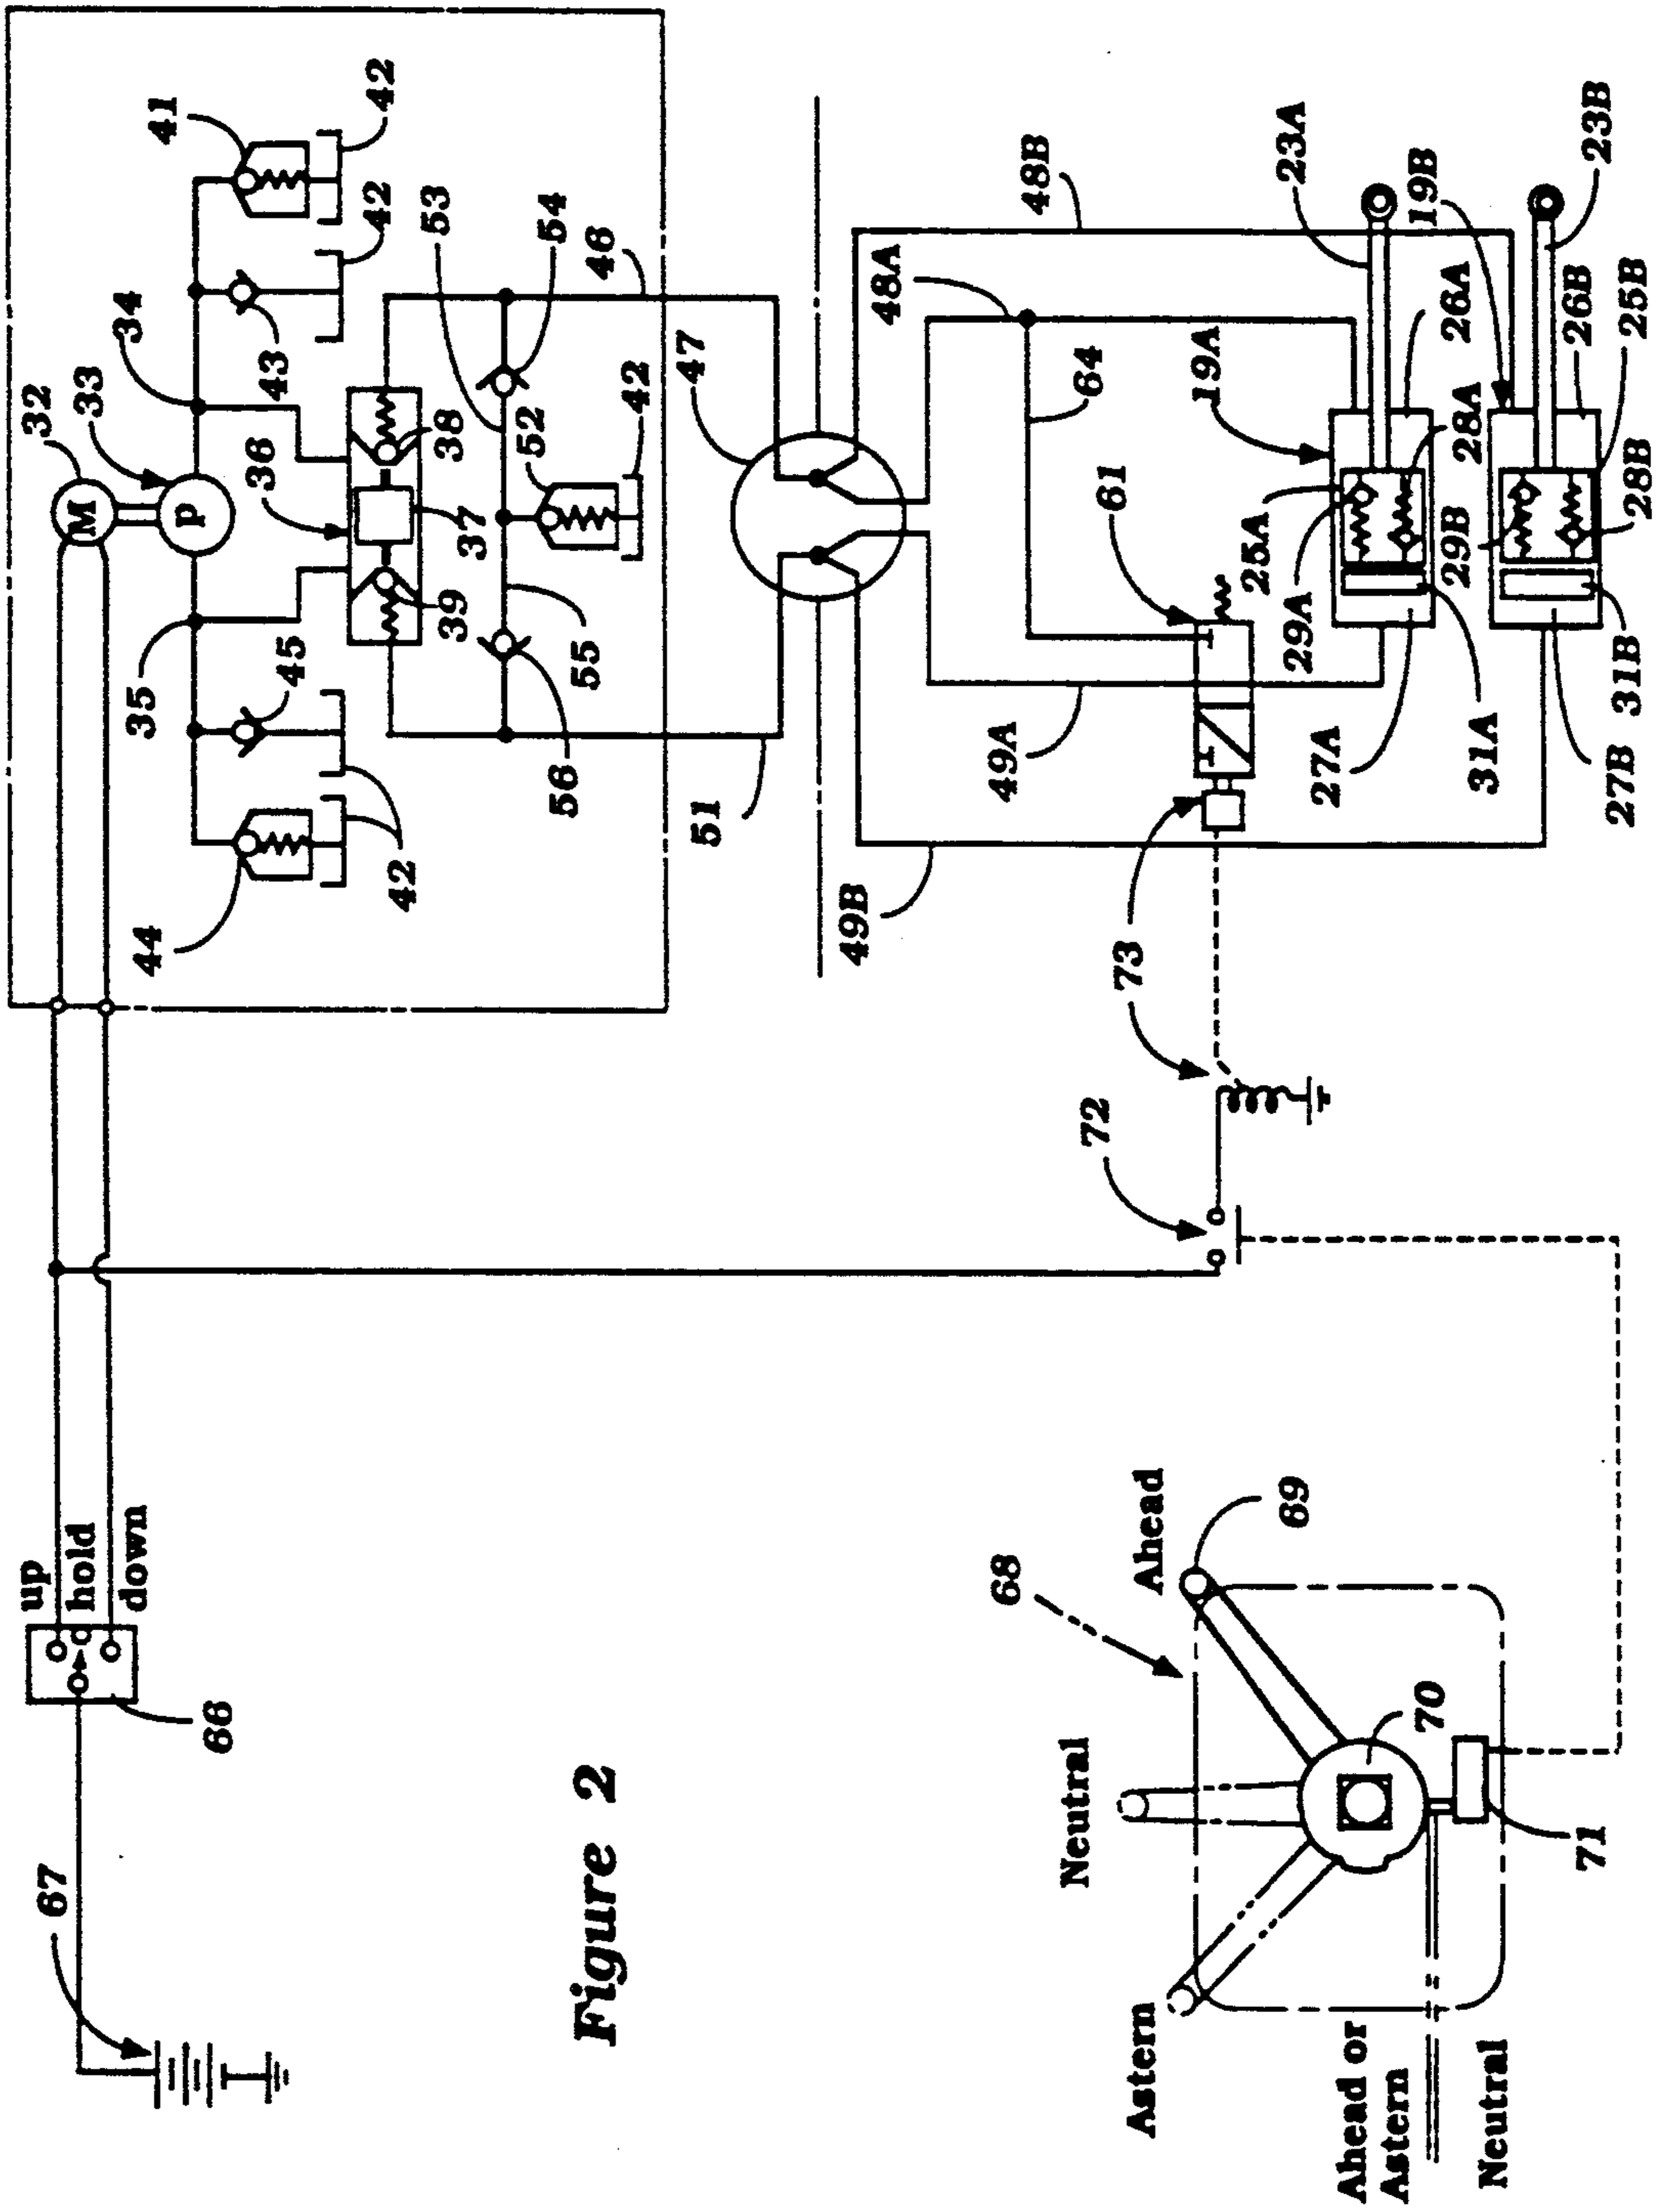 67
66
up
hold
down
32
M
33
P
34
35
41
42
43
42
36
37
38
39
45
44
42
53
54
46
52
42
55
56
51
47
48A
48B
49A
49B
64
61
19A
23A
26A
25A
28A
29A
27A
31A
19B
23B
26B
25B
28B
29B
27B
31B
73
72
68
69
70
71
Ahead
Neutral
Astern
Ahead or
Astern
Neutral
Figure 2